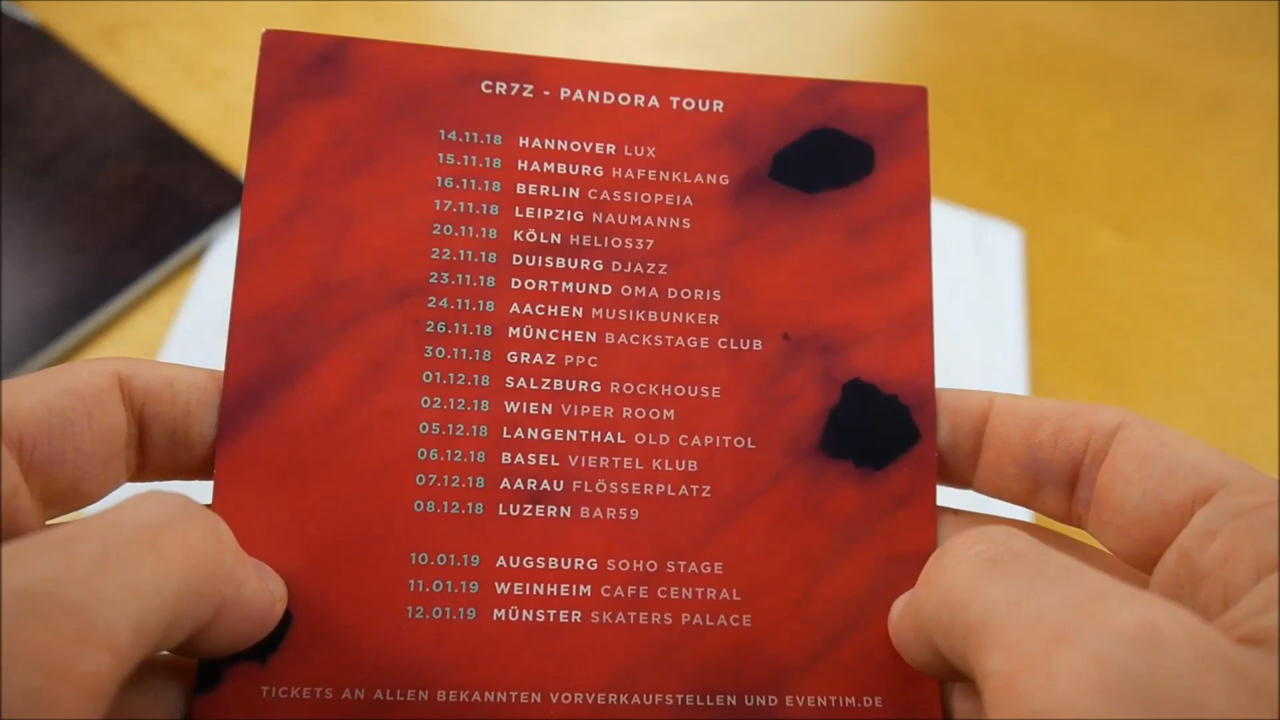 CR7Z - PANDORA TOUR
14.11.18 HANNOVER LUX
15.11.18 HAMBURG HAFENKLANG
16.11.18 BERLIN CASSIOPEIA
17.11.18 LEIPZIG NAUMANNS
20.11.18 KÖLN HELIOS37
22.11.18 DUISBURG DJAZZ
23.11.18 DORTMUND OMA DORIS
24.11.18 AACHEN MUSIKBUNKER
26.11.18 MÜNCHEN BACKSTAGE CLUB
30.11.18 GRAZ PPC
01.12.18 SALZBURG ROCKHOUSE
02.12.18 WIEN VIPER ROOM
05.12.18 LANGENTHAL OLD CAPITOL
06.12.18 BASEL VIERTEL KLUB
07.12.18 AARAU FLÖSSERPLATZ
08.12.18 LUZERN BAR59
10.01.19 AUGSBURG SOHO STAGE
11.01.19 WEINHEIM CAFE CENTRAL
12.01.19 MÜNSTER SKATERS PALACE
TICKETS AN ALLEN BEKANNTEN VORVERKAUFSTELLEN UND EVENTIM.DE